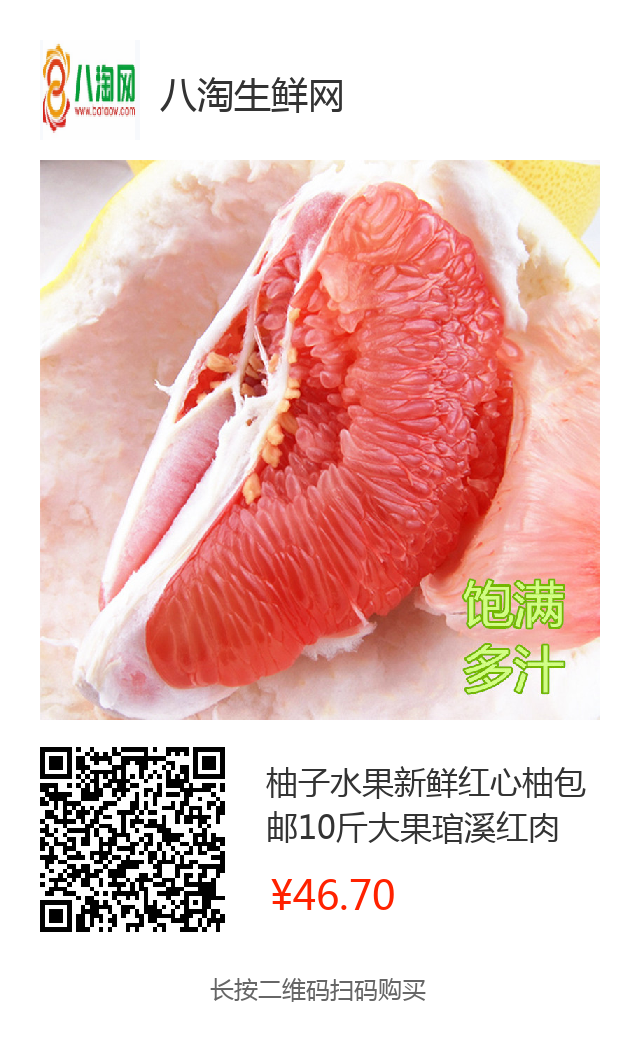 八淘网
www.bataow.com
八淘生鲜网
饱满
多汁
柚子水果新鲜红心柚包
邮10斤大果琯溪红肉
¥46.70
长按二维码扫码购买